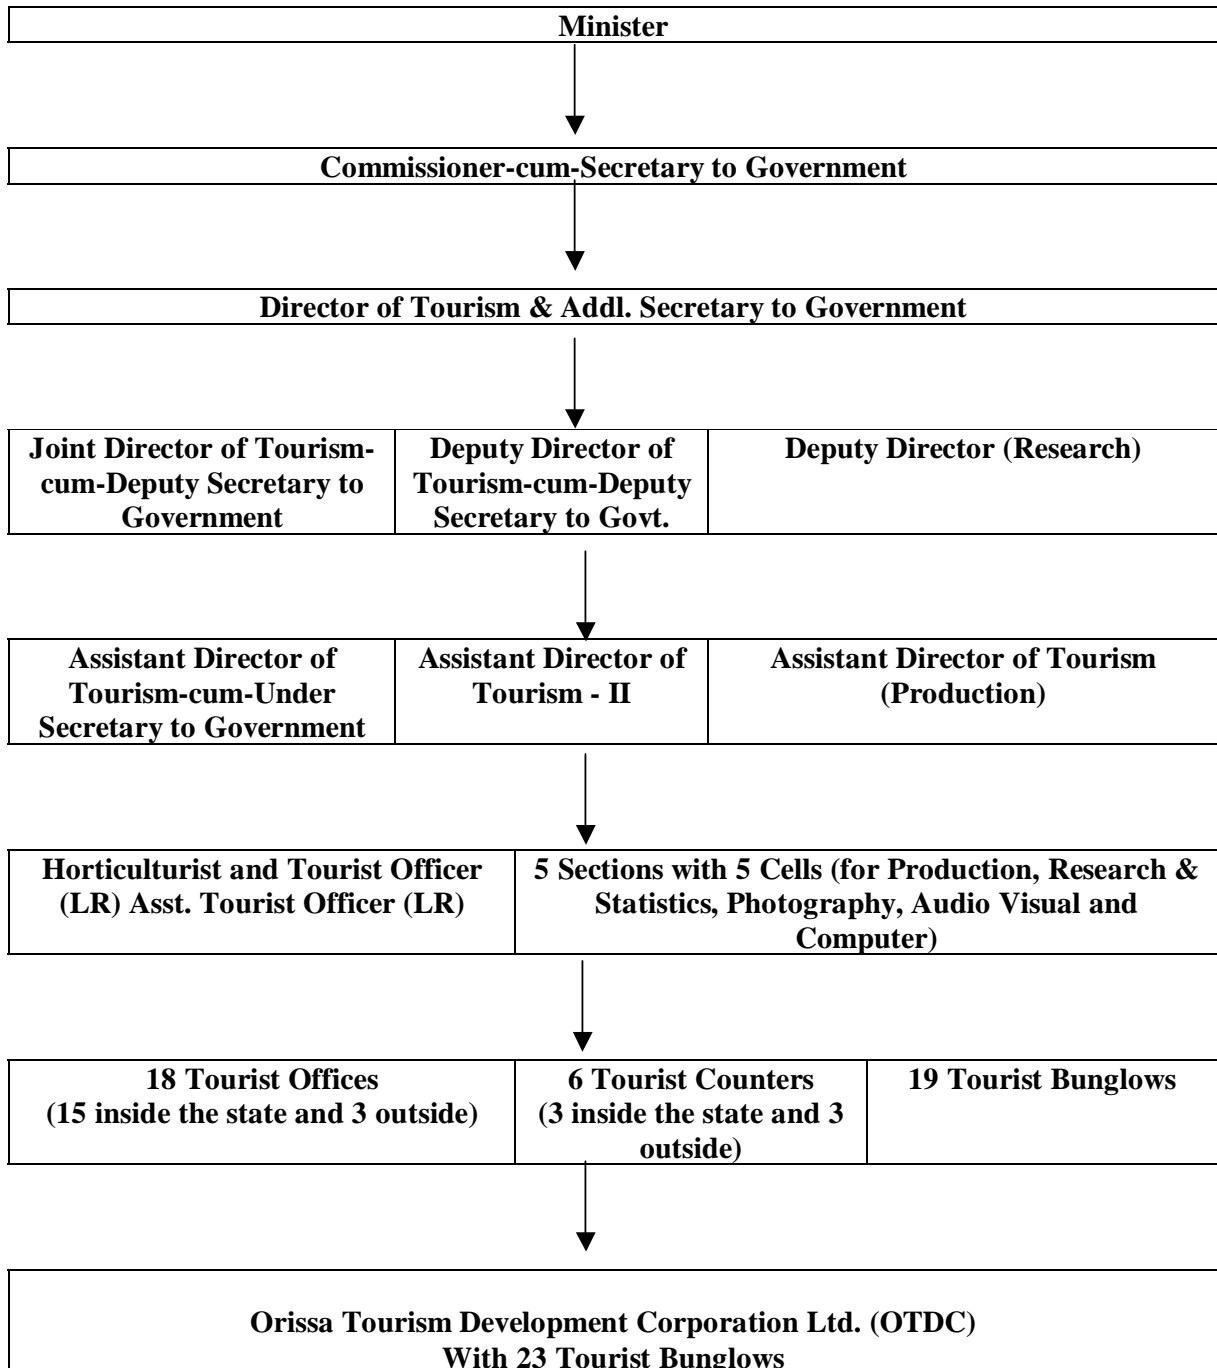 Minister
Commissioner-cum-Secretary to Government
Director of Tourism & Addl. Secretary to Government
Joint Director of Tourism-
cum-Deputy Secretary to
Government
Deputy Director of
Tourism-cum-Deputy
Secretary to Govt.
Deputy Director (Research)
Assistant Director of
Tourism-cum-Under
Secretary to Government
Assistant Director of
Tourism - II
Assistant Director of Tourism
(Production)
Horticulturist and Tourist Officer
(LR) Asst. Tourist Officer (LR)
5 Sections with 5 Cells (for Production, Research &
Statistics, Photography, Audio Visual and
Computer)
18 Tourist Offices
(15 inside the state and 3 outside)
6 Tourist Counters
(3 inside the state and 3
outside)
19 Tourist Bunglows
Orissa Tourism Development Corporation Ltd. (OTDC)
With 23 Tourist Bunglows